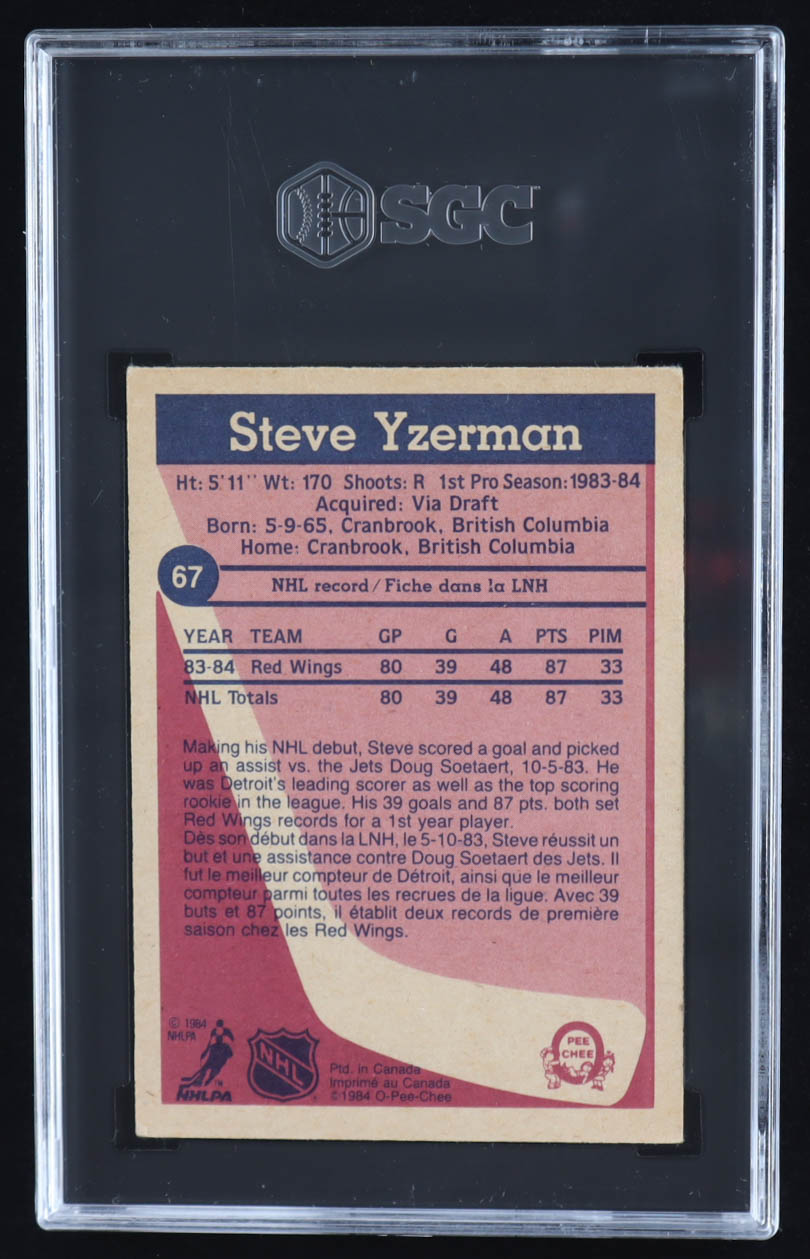 SGC
Steve Yzerman
Ht: 5'11" Wt: 170 Shoots: R 1st Pro Season: 1983-84
Acquired: Via Draft
Born: 5-9-65, Cranbrook, British Columbia
Home: Cranbrook, British Columbia
67
NHL record / Fiche dans la LNH
YEAR TEAM GP G A PTS PIM
83-84 Red Wings 80 39 48 87 33
NHL Totals 80 39 48 87 33
Making his NHL debut, Steve scored a goal and picked
up an assist vs. the Jets Doug Soetaert, 10-5-83. He
was Detroit's leading scorer as well as the top scoring
rookie in the league. His 39 goals and 87 pts. both set
Red Wings records for a 1st year player.
Dès son début dans la LNH, le 5-10-83, Steve réussit un
but et une assistance contre Doug Soetaert des Jets. Il
fut le meilleur compteur de Détroit, ainsi que le meilleur
compteur parmi toutes les recrues de la ligue. Avec 39
buts et 87 points, il établit deux records de première
saison chez les Red Wings.
© 1984
NHLPA
NHLPA
TM
NHL
Ptd. in Canada
Imprimé au Canada
©1984 O-Pee-Chee
PEE
CHEE